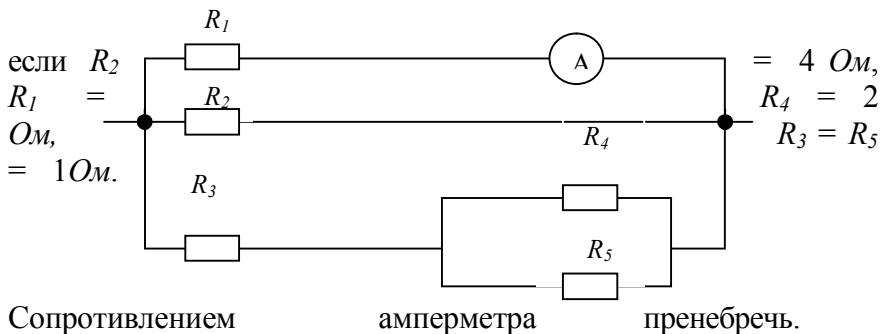 R₁
если R₂ А = 4 Ом,
R₁ = R₂ R₄ = 2
Ом, R₄ R₃ = R₅
= 1Ом.
R₃
R₅
Сопротивлением амперметра пренебречь.